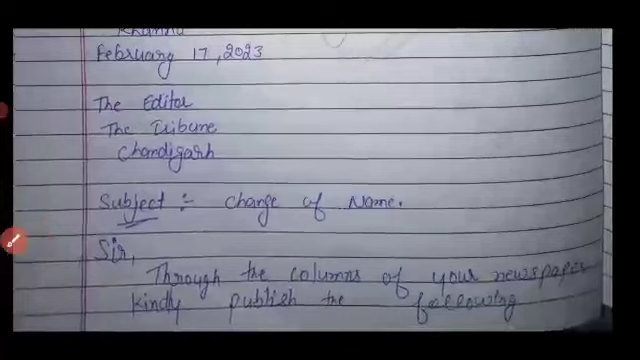 Khanna
February 17, 2023
The Editor
The Tribune
Chandigarh
Subject :- Change of Name.
Sir,
Through the columns of your newspaper
kindly publish the following